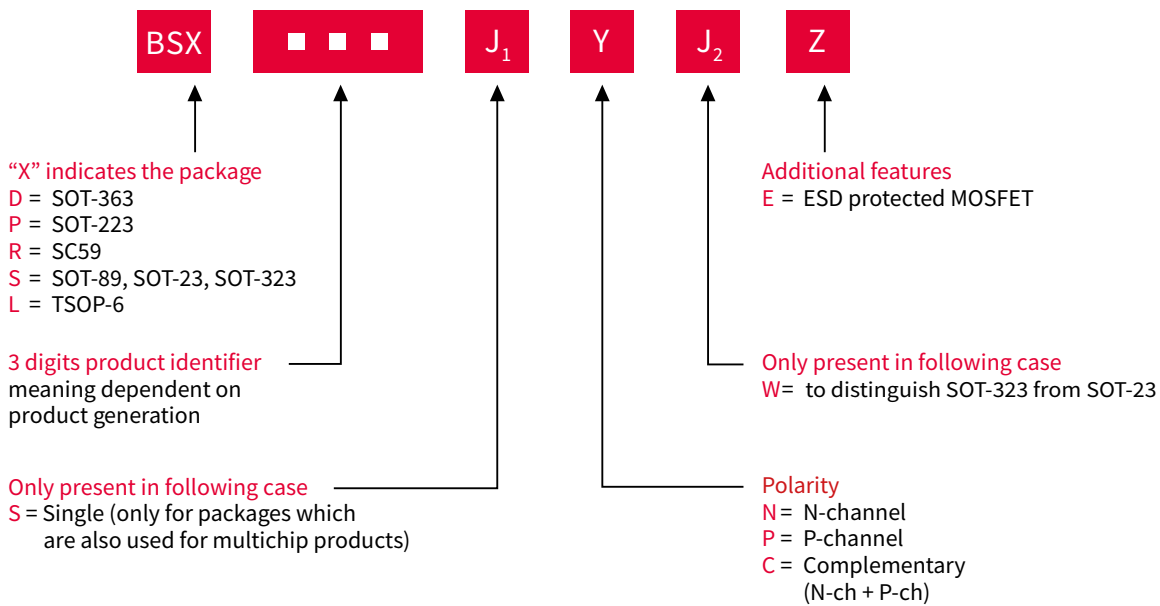 BSX ■ ■ ■ J₁ Y J₂ Z
“X” indicates the package
D = SOT-363
P = SOT-223
R = SC59
S = SOT-89, SOT-23, SOT-323
L = TSOP-6
Additional features
E = ESD protected MOSFET
3 digits product identifier
meaning dependent on
product generation
Only present in following case
W= to distinguish SOT-323 from SOT-23
Only present in following case
S = Single (only for packages which
are also used for multichip products)
Polarity
N= N-channel
P = P-channel
C = Complementary
(N-ch + P-ch)